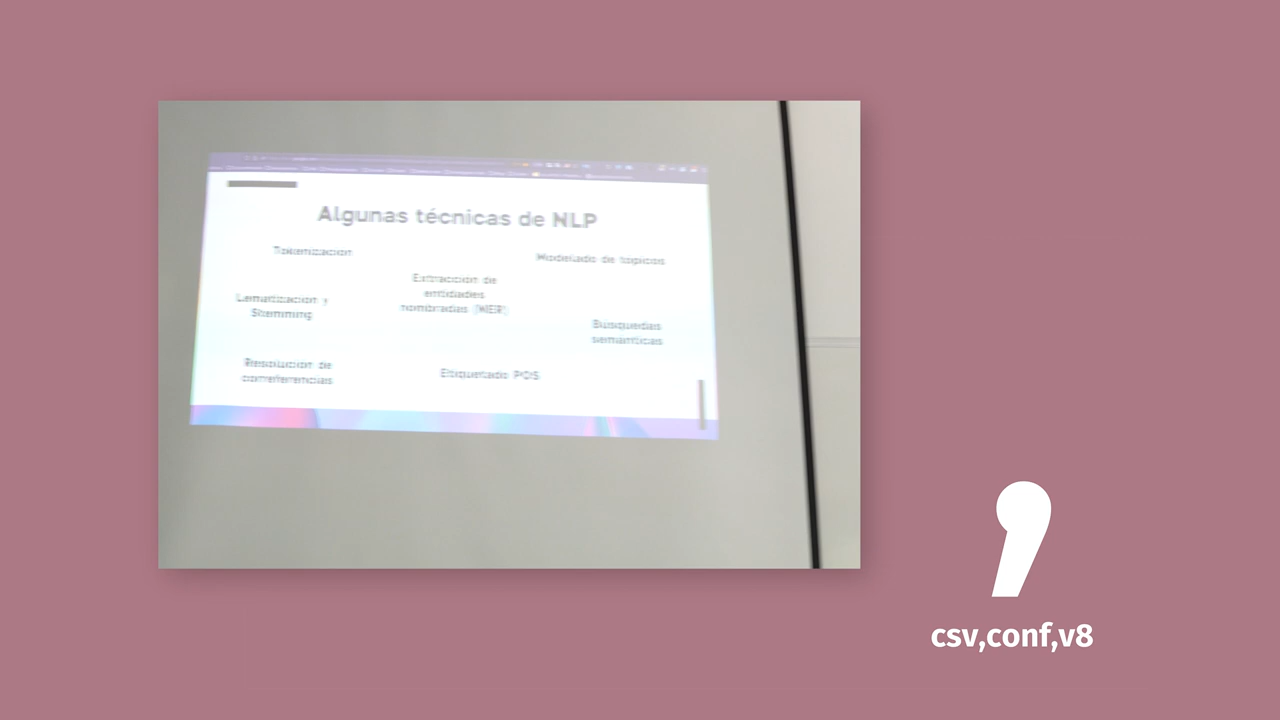 Algunas técnicas de NLP
Tokenización
Modelado de tópicos
Extracción de
entidades
nombradas (NER)
Lematización y
Stemming
Búsquedas
semánticas
Resolución de
correferencias
Etiquetado POS
csv,conf,v8